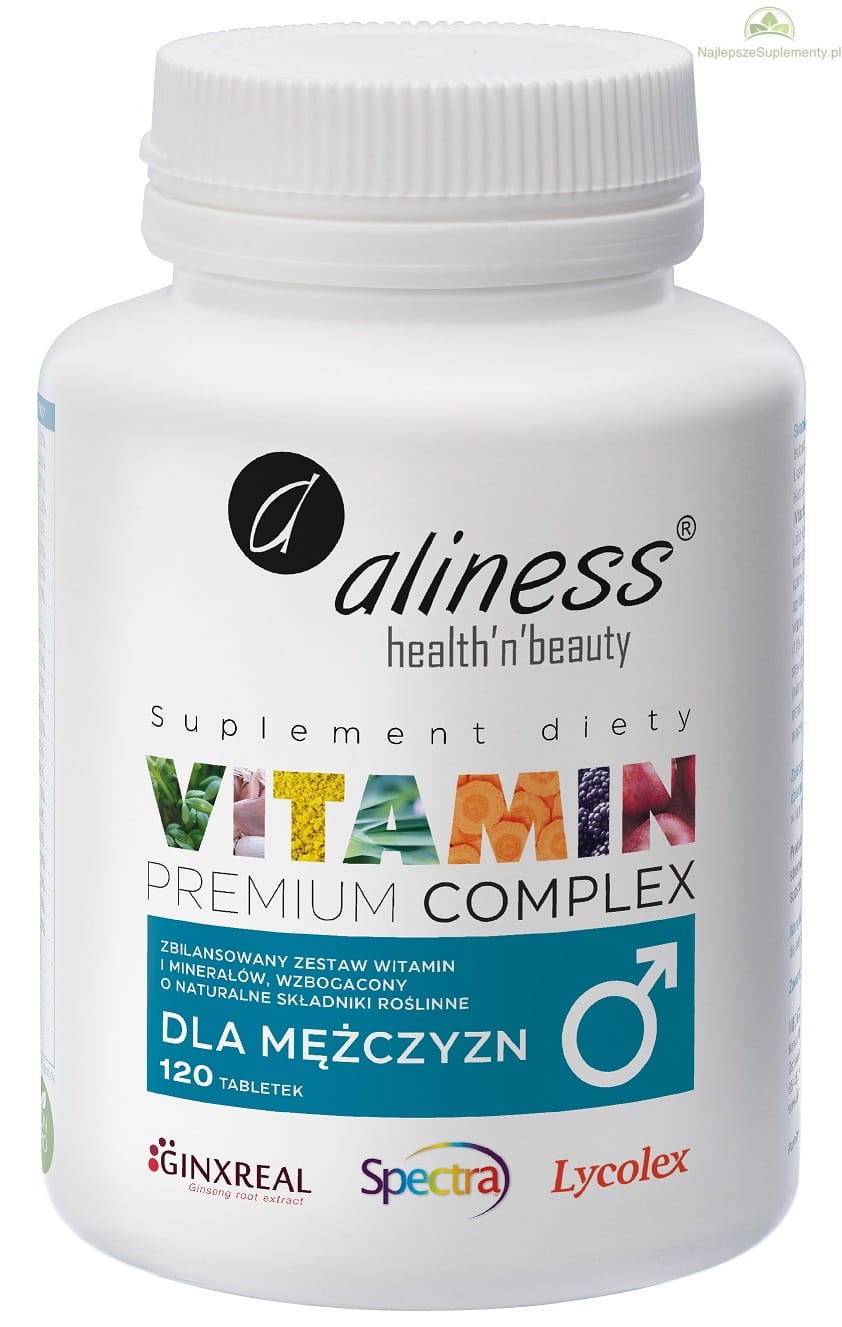 NajlepszeSuplementy.pl
a
aliness®
health'n'beauty
Suplement diety
VITAMIN
PREMIUM COMPLEX
ZBILANSOWANY ZESTAW WITAMIN
I MINERAŁÓW, WZBOGACONY
O NATURALNE SKŁADNIKI ROŚLINNE
DLA MĘŻCZYZN
120 TABLETEK
GINXREAL
Ginseng root extract
Spectra
Lycolex